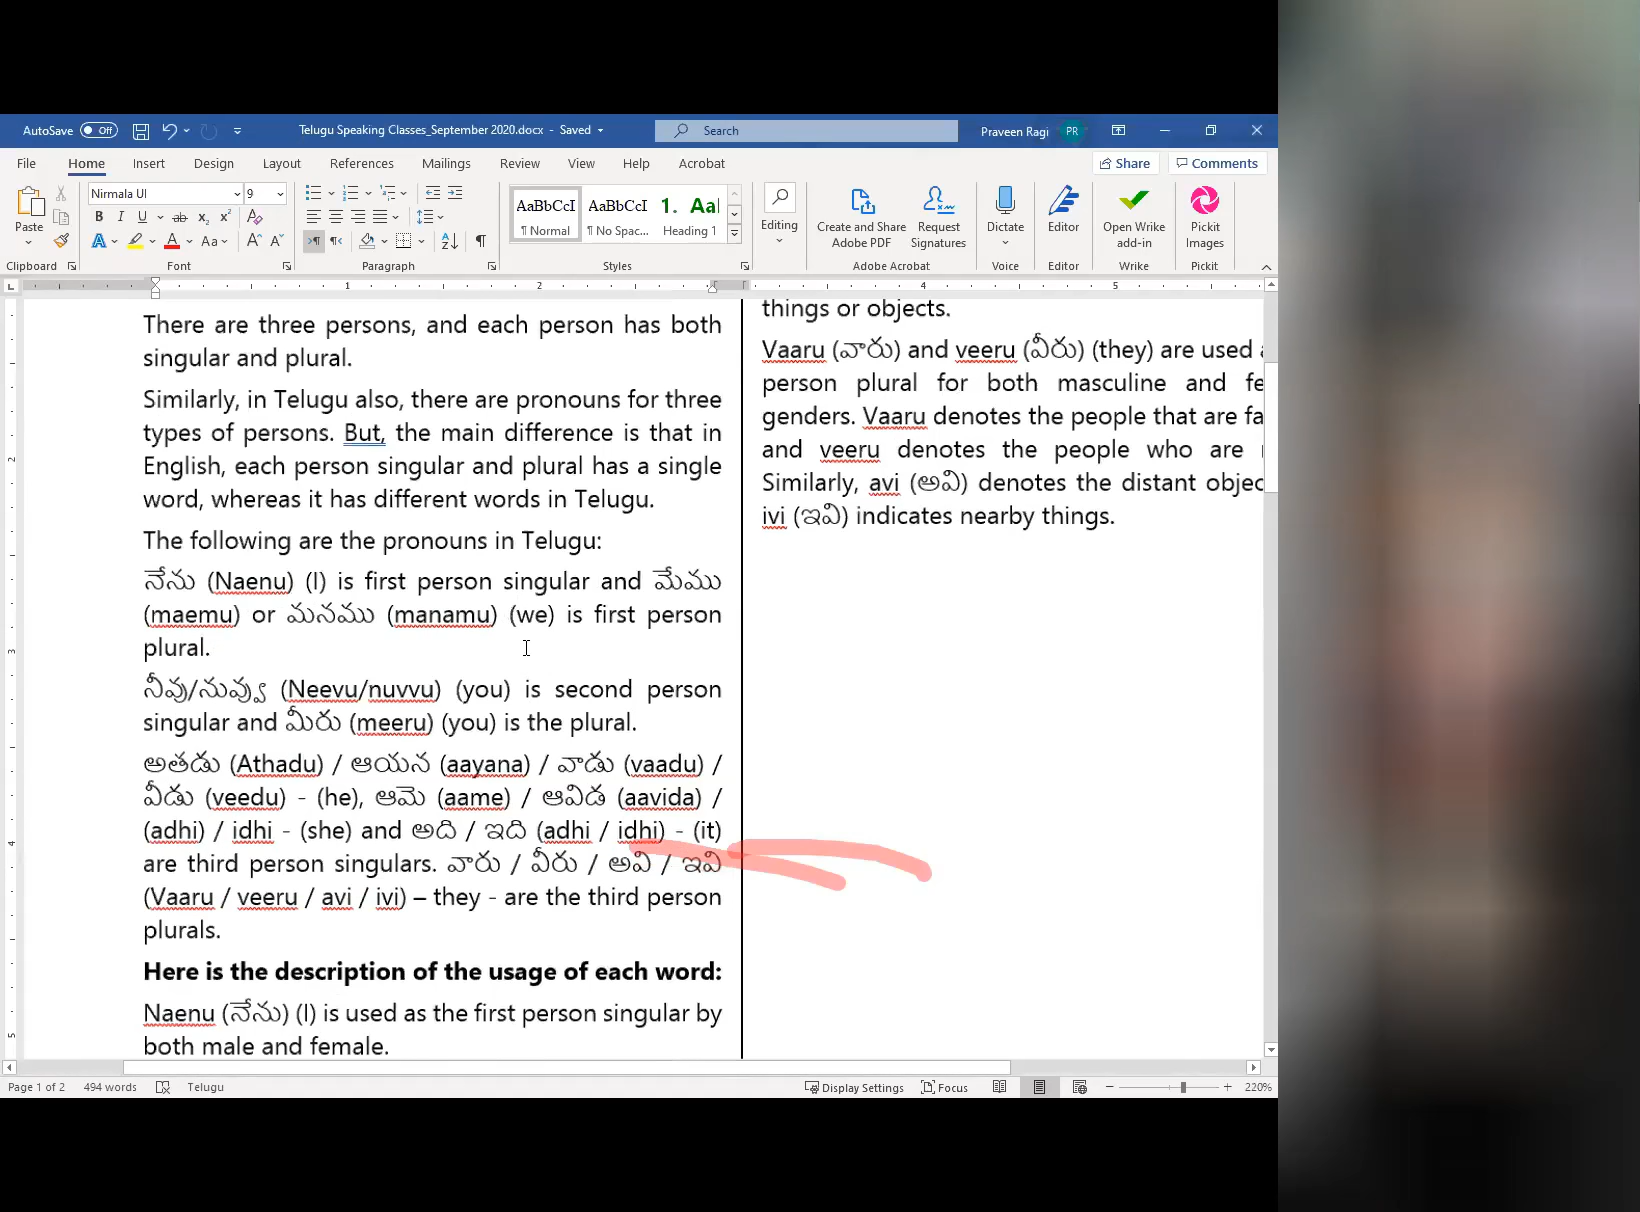 AutoSave Off Telugu Speaking Classes_September 2020.docx - Saved Search Praveen Ragi PR
File Home Insert Design Layout References Mailings Review View Help Acrobat Share Comments
Nirmala UI 9
AaBbCcI AaBbCcI 1. Aa
Paste
B I U ab x₂ x²
Normal No Spac... Heading 1
Editing
Create and Share Adobe PDF
Request Signatures
Dictate
Editor
Open Wrike add-in
Pickit Images
Clipboard Font Paragraph Styles Adobe Acrobat Voice Editor Wrike Pickit
1 2 4 5
There are three persons, and each person has both
singular and plural.
Similarly, in Telugu also, there are pronouns for three
types of persons. But, the main difference is that in
English, each person singular and plural has a single
word, whereas it has different words in Telugu.
The following are the pronouns in Telugu:
నేను (Naenu) (I) is first person singular and మేము
(maemu) or మనము (manamu) (we) is first person
plural.
నీవు/నువ్వు (Neevu/nuvvu) (you) is second person
singular and మీరు (meeru) (you) is the plural.
అతడు (Athadu) / ఆయన (aayana) / వాడు (vaadu) /
వీడు (veedu) - (he), ఆమె (aame) / ఆవిడ (aavida) /
(adhi) / idhi - (she) and అది / ఇది (adhi / idhi) - (it)
are third person singulars. వారు / వీరు / అవి / ఇవి
(Vaaru / veeru / avi / ivi) – they - are the third person
plurals.
Here is the description of the usage of each word:
Naenu (నేను) (I) is used as the first person singular by
both male and female.
things or objects.
Vaaru (వారు) and veeru (వీరు) (they) are used
person plural for both masculine and fe
genders. Vaaru denotes the people that are fa
and veeru denotes the people who are
Similarly, avi (అవి) denotes the distant objec
ivi (ఇవి) indicates nearby things.
2
3
4
5
Page 1 of 2 494 words Telugu Display Settings Focus 220%